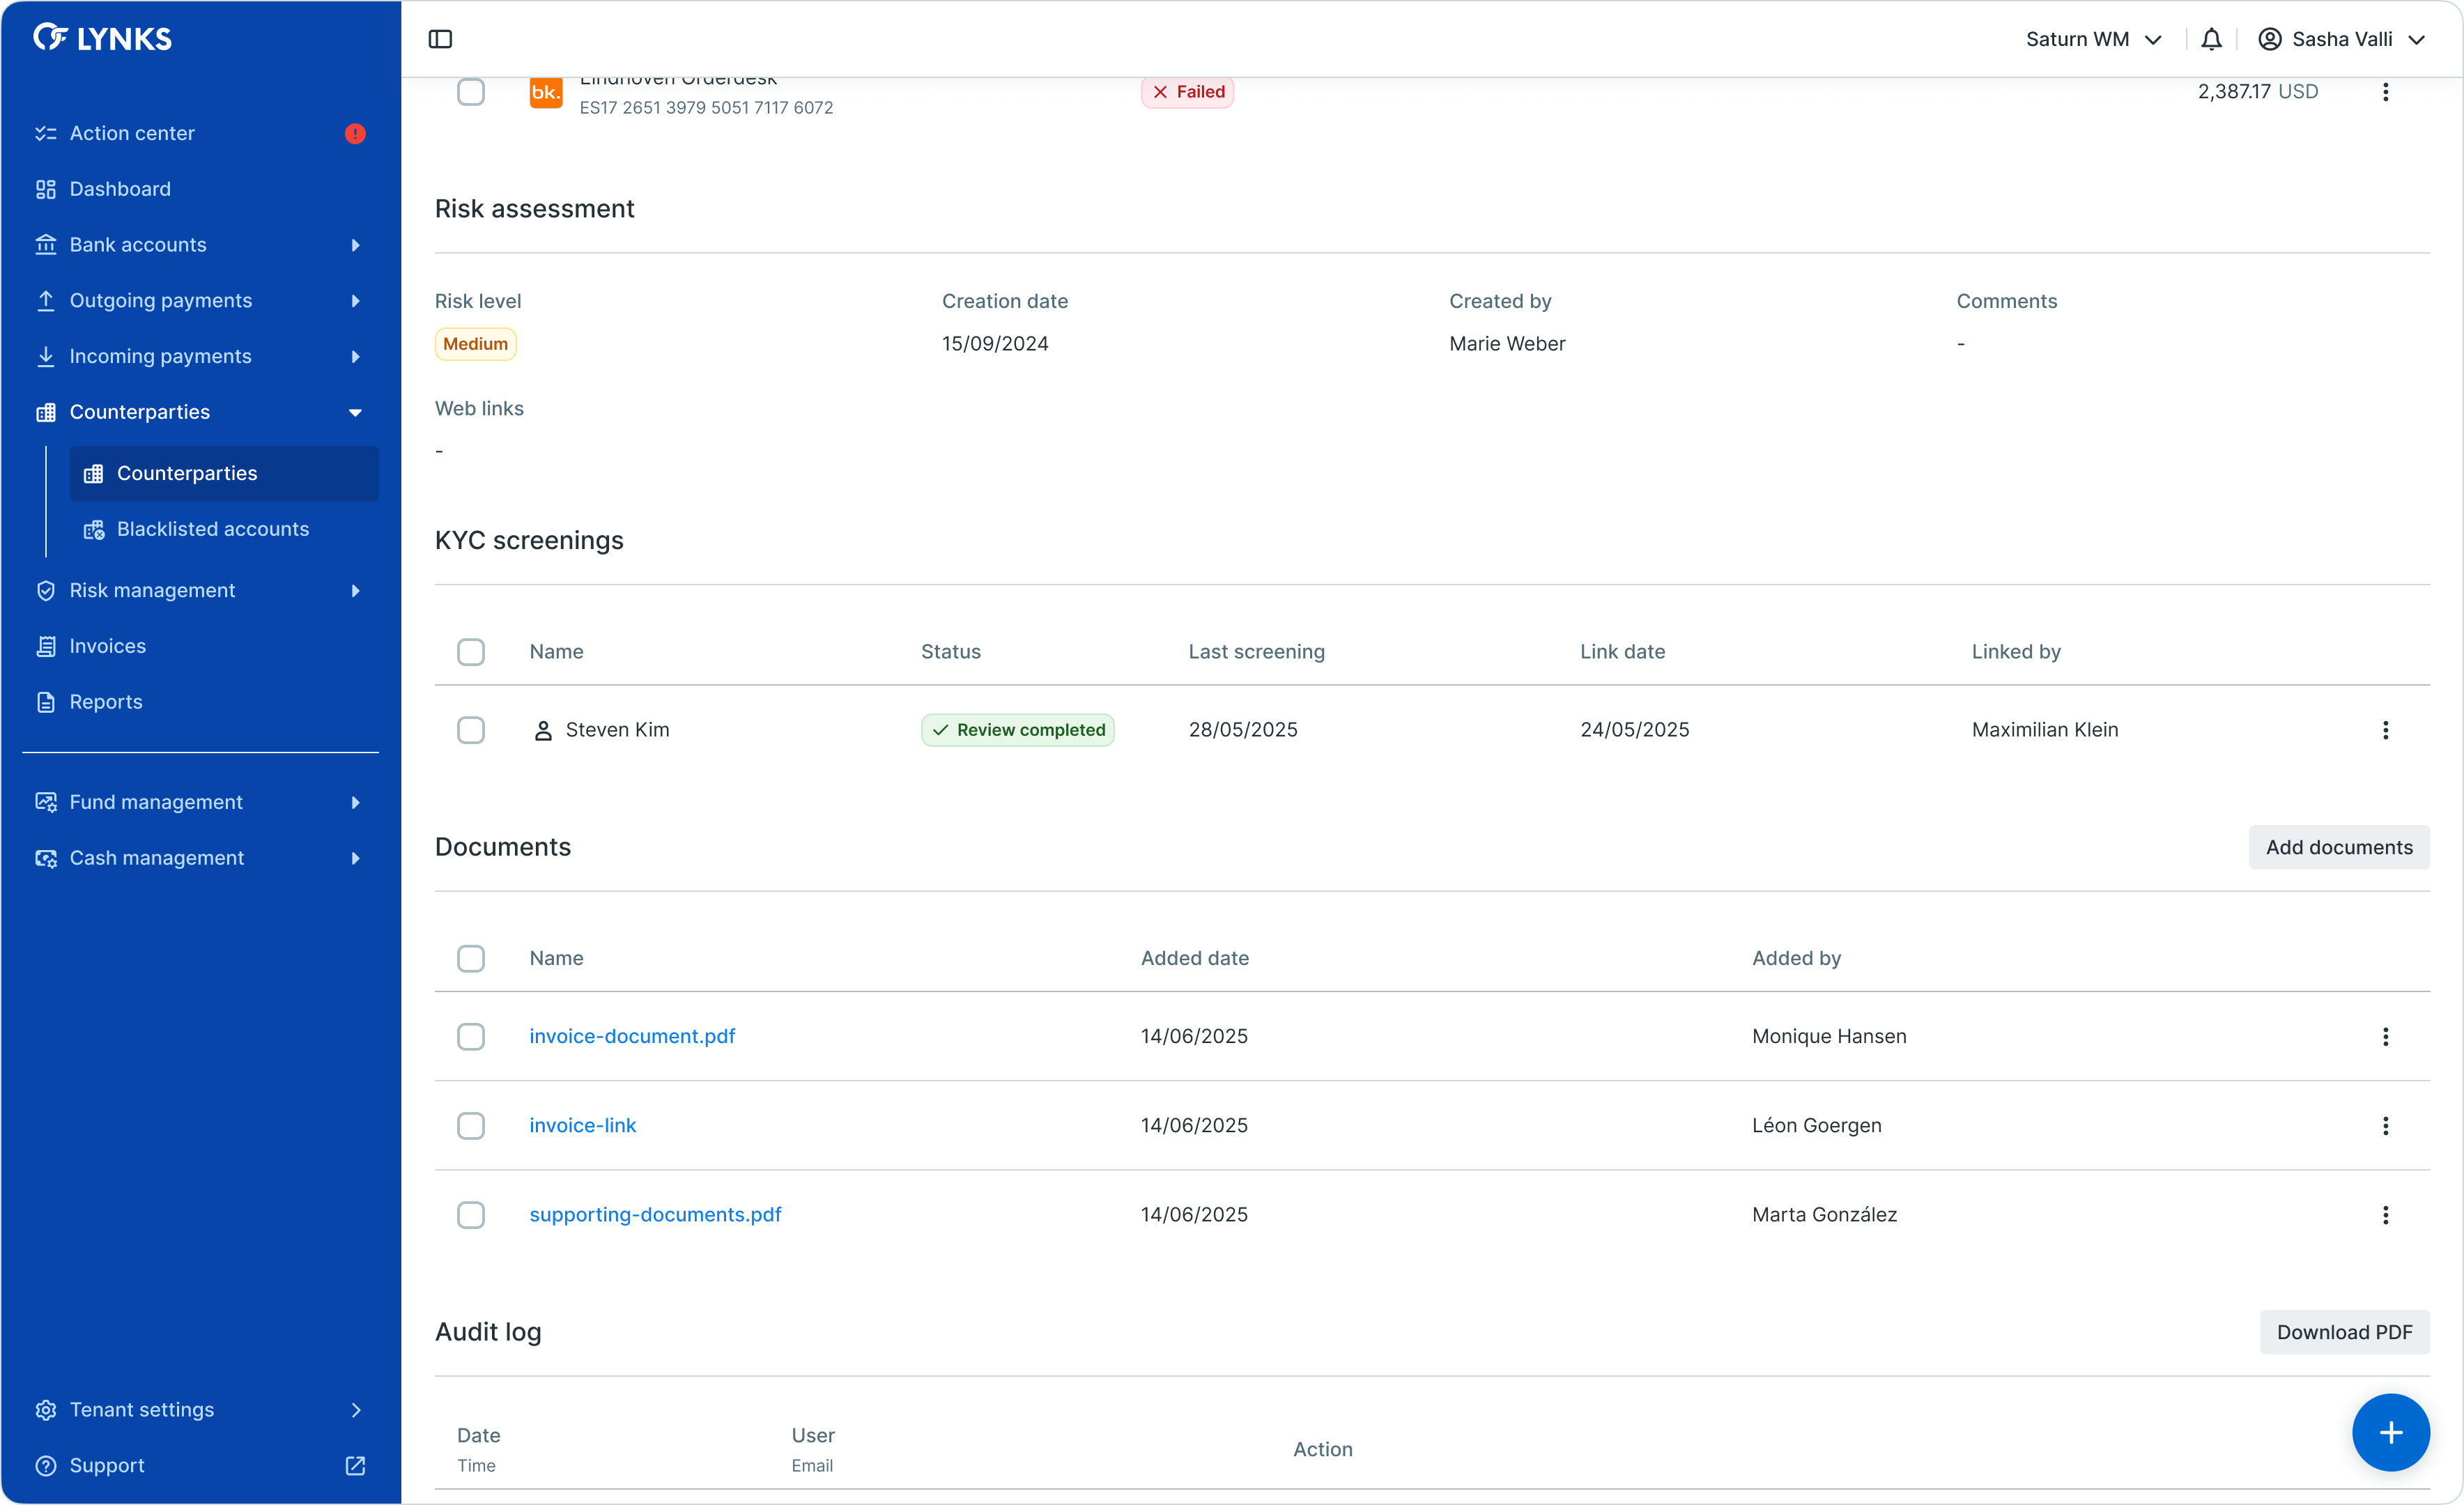 LYNKS
Saturn WM
Sasha Valli
Action center
Dashboard
Bank accounts
Outgoing payments
Incoming payments
Counterparties
Counterparties
Blacklisted accounts
Risk management
Invoices
Reports
Fund management
Cash management
Tenant settings
Support
bk.
Eindhoven Orderdesk
ES17 2651 3979 5051 7117 6072
Failed
2,387.17 USD
Risk assessment
Risk level
Creation date
Created by
Comments
Medium
15/09/2024
Marie Weber
-
Web links
-
KYC screenings
Name
Status
Last screening
Link date
Linked by
Steven Kim
Review completed
28/05/2025
24/05/2025
Maximilian Klein
Documents
Add documents
Name
Added date
Added by
invoice-document.pdf
14/06/2025
Monique Hansen
invoice-link
14/06/2025
Léon Goergen
supporting-documents.pdf
14/06/2025
Marta González
Audit log
Download PDF
Date
Time
User
Email
Action